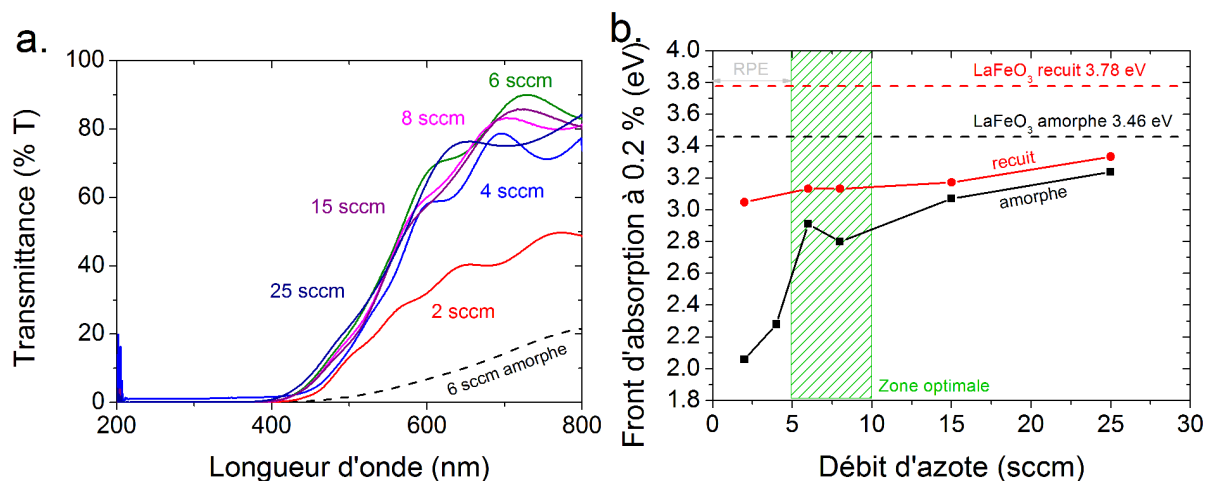 a.
Transmittance (% T)
100
80
60
40
20
0
200
400
600
800
Longueur d'onde (nm)
6 sccm
8 sccm
4 sccm
15 sccm
25 sccm
2 sccm
6 sccm amorphe
b.
Front d'absorption à 0.2 % (eV)
4.0
3.8
3.6
3.4
3.2
3.0
2.8
2.6
2.4
2.2
2.0
1.8
0
5
10
15
20
25
30
Débit d'azote (sccm)
RPE
LaFeO₃ recuit 3.78 eV
LaFeO₃ amorphe 3.46 eV
recuit
amorphe
Zone optimale